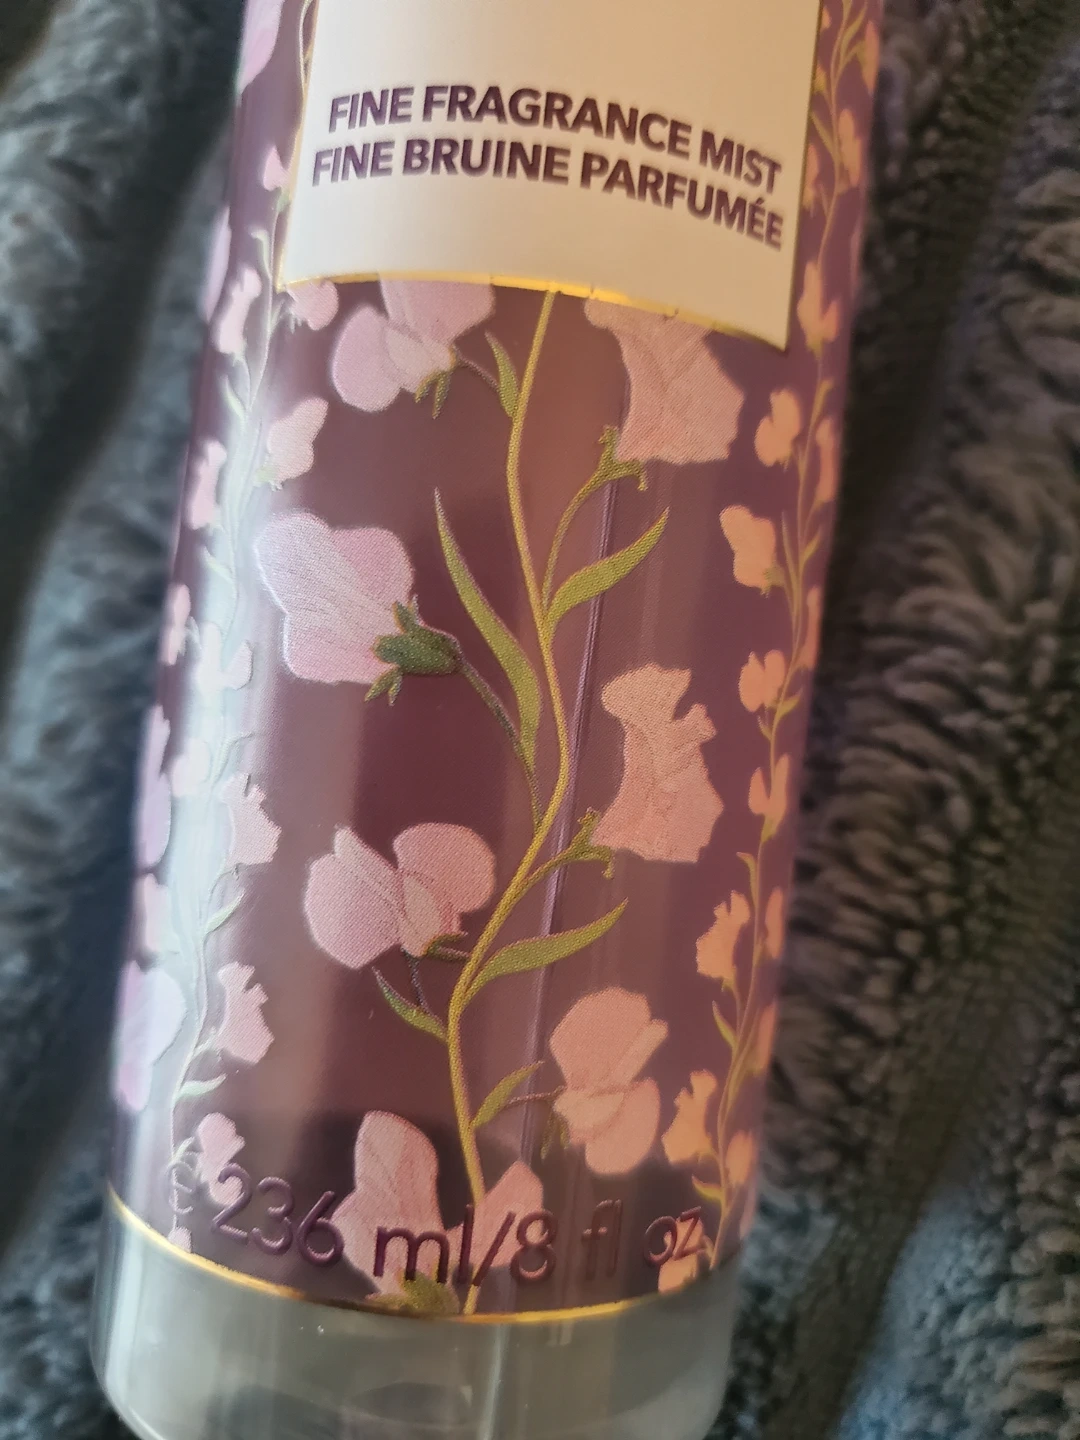 FINE FRAGRANCE MIST
FINE BRUINE PARFUMÉE
℮ 236 ml/8 fl oz